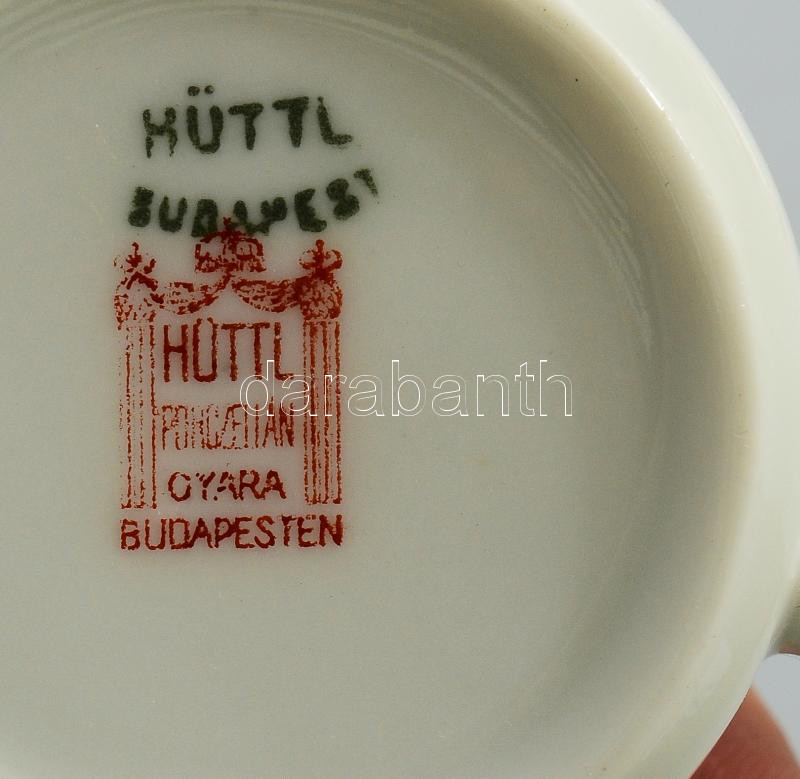 HÜTTL
BUDAPEST
HÜTTL
PORCZELLÁN
GYÁRA
BUDAPESTEN
darabanth